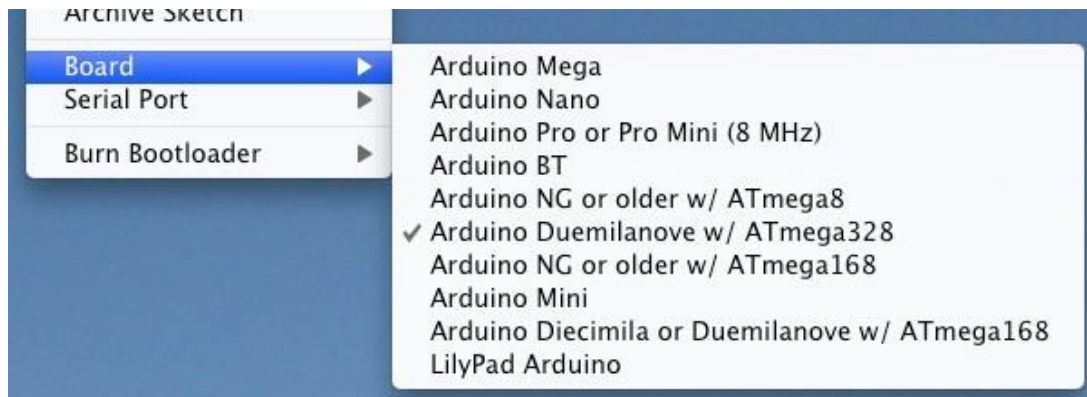 Archive Sketch
Board
Serial Port
Burn Bootloader
Arduino Mega
Arduino Nano
Arduino Pro or Pro Mini (8 MHz)
Arduino BT
Arduino NG or older w/ ATmega8
Arduino Duemilanove w/ ATmega328
Arduino NG or older w/ ATmega168
Arduino Mini
Arduino Diecimila or Duemilanove w/ ATmega168
LilyPad Arduino